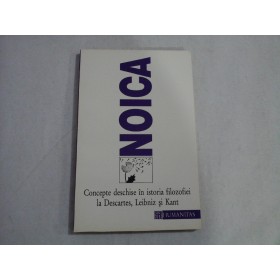 NOICA
Concepte deschise în istoria filozofiei
la Descartes, Leibniz și Kant
HUMANITAS